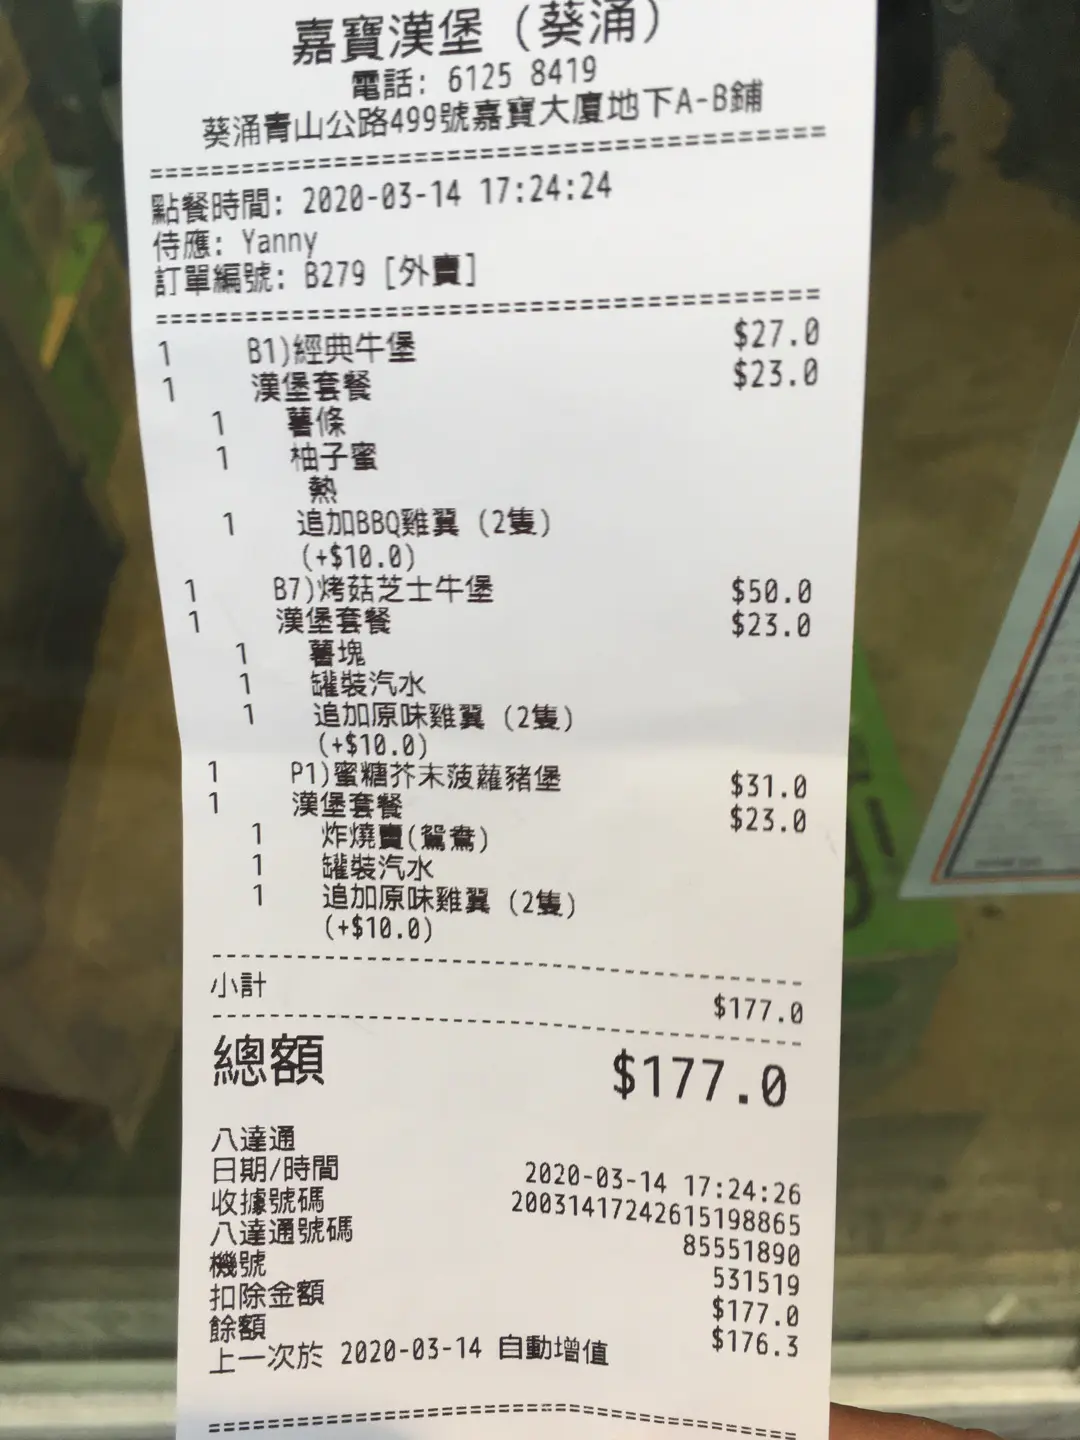 嘉寶漢堡（葵涌）
電話: 6125 8419
葵涌青山公路499號嘉寶大廈地下A-B鋪
========================================
點餐時間: 2020-03-14 17:24:24
侍應: Yanny
訂單編號: B279 [外賣]
========================================
1 B1)經典牛堡 $27.0
1 漢堡套餐 $23.0
1 薯條
1 柚子蜜
熱
1 追加BBQ雞翼 (2隻)
(+$10.0)
1 B7)烤菇芝士牛堡 $50.0
1 漢堡套餐 $23.0
1 薯塊
1 罐裝汽水
1 追加原味雞翼 (2隻)
(+$10.0)
1 P1)蜜糖芥末菠蘿豬堡 $31.0
1 漢堡套餐 $23.0
1 炸燒賣(鴛鴦)
1 罐裝汽水
1 追加原味雞翼 (2隻)
(+$10.0)
----------------------------------------
小計 $177.0
----------------------------------------
總額 $177.0
八達通
日期/時間 2020-03-14 17:24:26
收據號碼 20031417242615198865
八達通號碼 85551890
機號 531519
扣除金額 $177.0
餘額 $176.3
上一次於 2020-03-14 自動增值
========================================